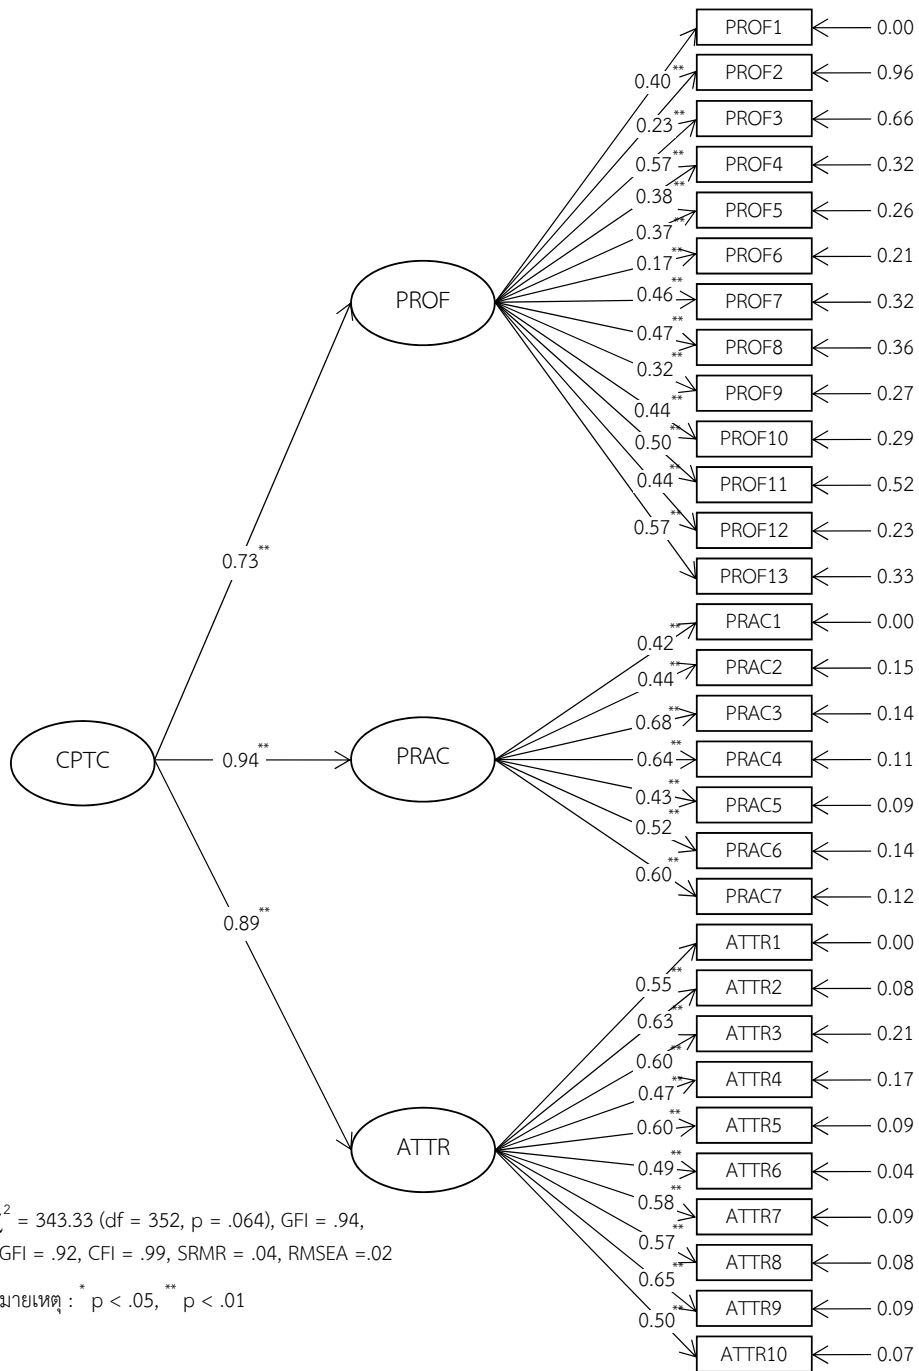 PROF1 0.00
0.40** PROF2 0.96
0.23** PROF3 0.66
0.57** PROF4 0.32
0.38** PROF5 0.26
0.37** PROF6 0.21
0.17** PROF7 0.32
0.46** PROF8 0.36
0.47** PROF9 0.27
0.32** PROF10 0.29
0.44** PROF11 0.52
0.50** PROF12 0.23
0.44** PROF13 0.33
0.57**
PROF
0.73**
PRAC1 0.00
0.42** PRAC2 0.15
0.44** PRAC3 0.14
0.68** PRAC4 0.11
0.64** PRAC5 0.09
0.43** PRAC6 0.14
0.52** PRAC7 0.12
0.60**
CPTC 0.94** PRAC
0.89**
ATTR1 0.00
0.55** ATTR2 0.08
0.63** ATTR3 0.21
0.60** ATTR4 0.17
0.47** ATTR5 0.09
0.60** ATTR6 0.04
0.49** ATTR7 0.09
0.58** ATTR8 0.08
0.57** ATTR9 0.09
0.65** ATTR10 0.07
0.50**
ATTR
² = 343.33 (df = 352, p = .064), GFI = .94,
GFI = .92, CFI = .99, SRMR = .04, RMSEA =.02
มายเหตุ : * p < .05, ** p < .01